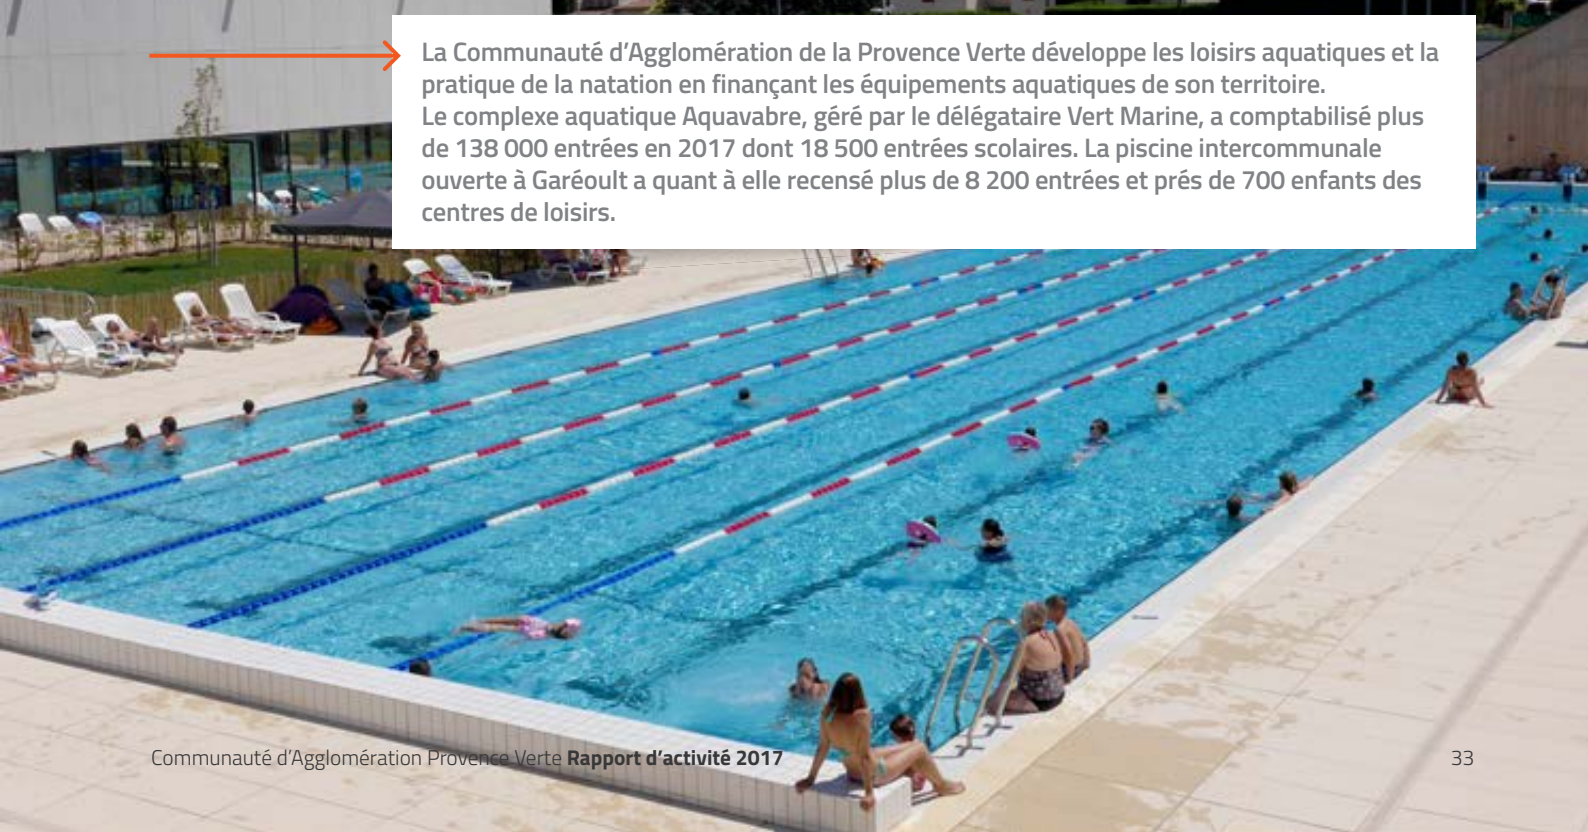 La Communauté d’Agglomération de la Provence Verte développe les loisirs aquatiques et la
pratique de la natation en finançant les équipements aquatiques de son territoire.
Le complexe aquatique Aquavabre, géré par le délégataire Vert Marine, a comptabilisé plus
de 138 000 entrées en 2017 dont 18 500 entrées scolaires. La piscine intercommunale
ouverte à Garéoult a quant à elle recensé plus de 8 200 entrées et prés de 700 enfants des
centres de loisirs.
Communauté d’Agglomération Provence Verte Rapport d’activité 2017 33